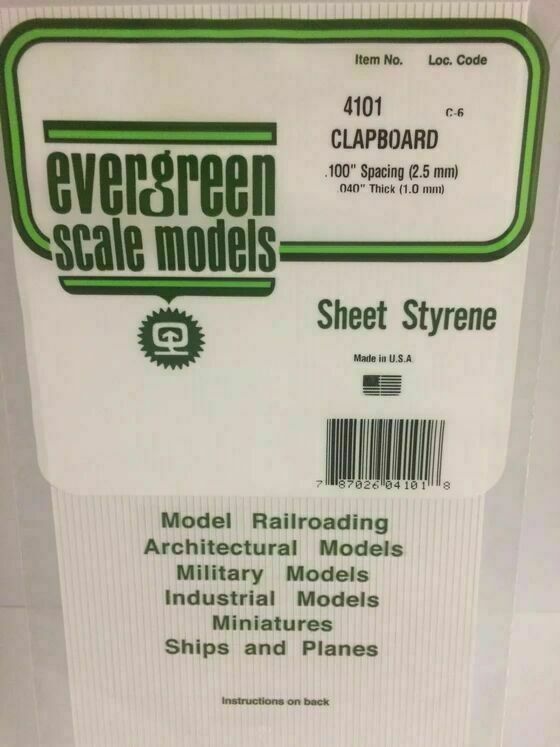 Item No. Loc. Code
4101 C-6
CLAPBOARD
.100" Spacing (2.5 mm)
.040" Thick (1.0 mm)
evergreen
scale models
Sheet Styrene
Made in U.S.A.
7 87026 04101 8
Model Railroading
Architectural Models
Military Models
Industrial Models
Miniatures
Ships and Planes
Instructions on back